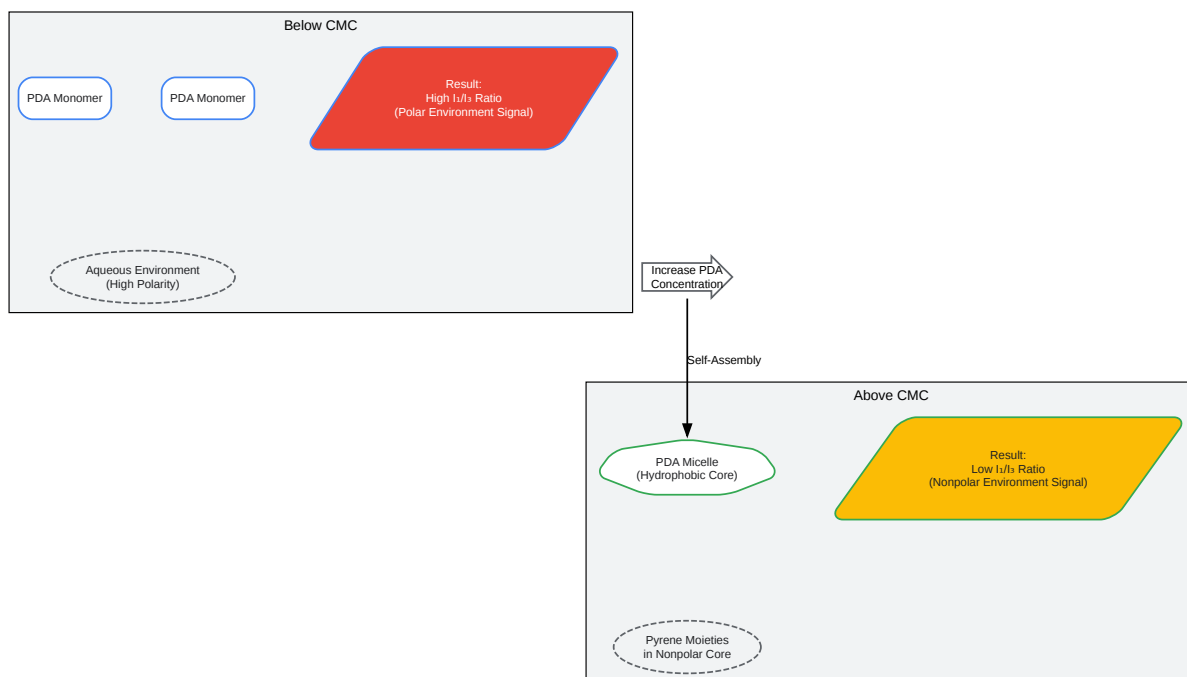 Below CMC
PDA Monomer
PDA Monomer
Result:
High I₁/I₃ Ratio
(Polar Environment Signal)
Aqueous Environment
(High Polarity)
Increase PDA
Concentration
Self-Assembly
Above CMC
PDA Micelle
(Hydrophobic Core)
Result:
Low I₁/I₃ Ratio
(Nonpolar Environment Signal)
Pyrene Moieties
in Nonpolar Core